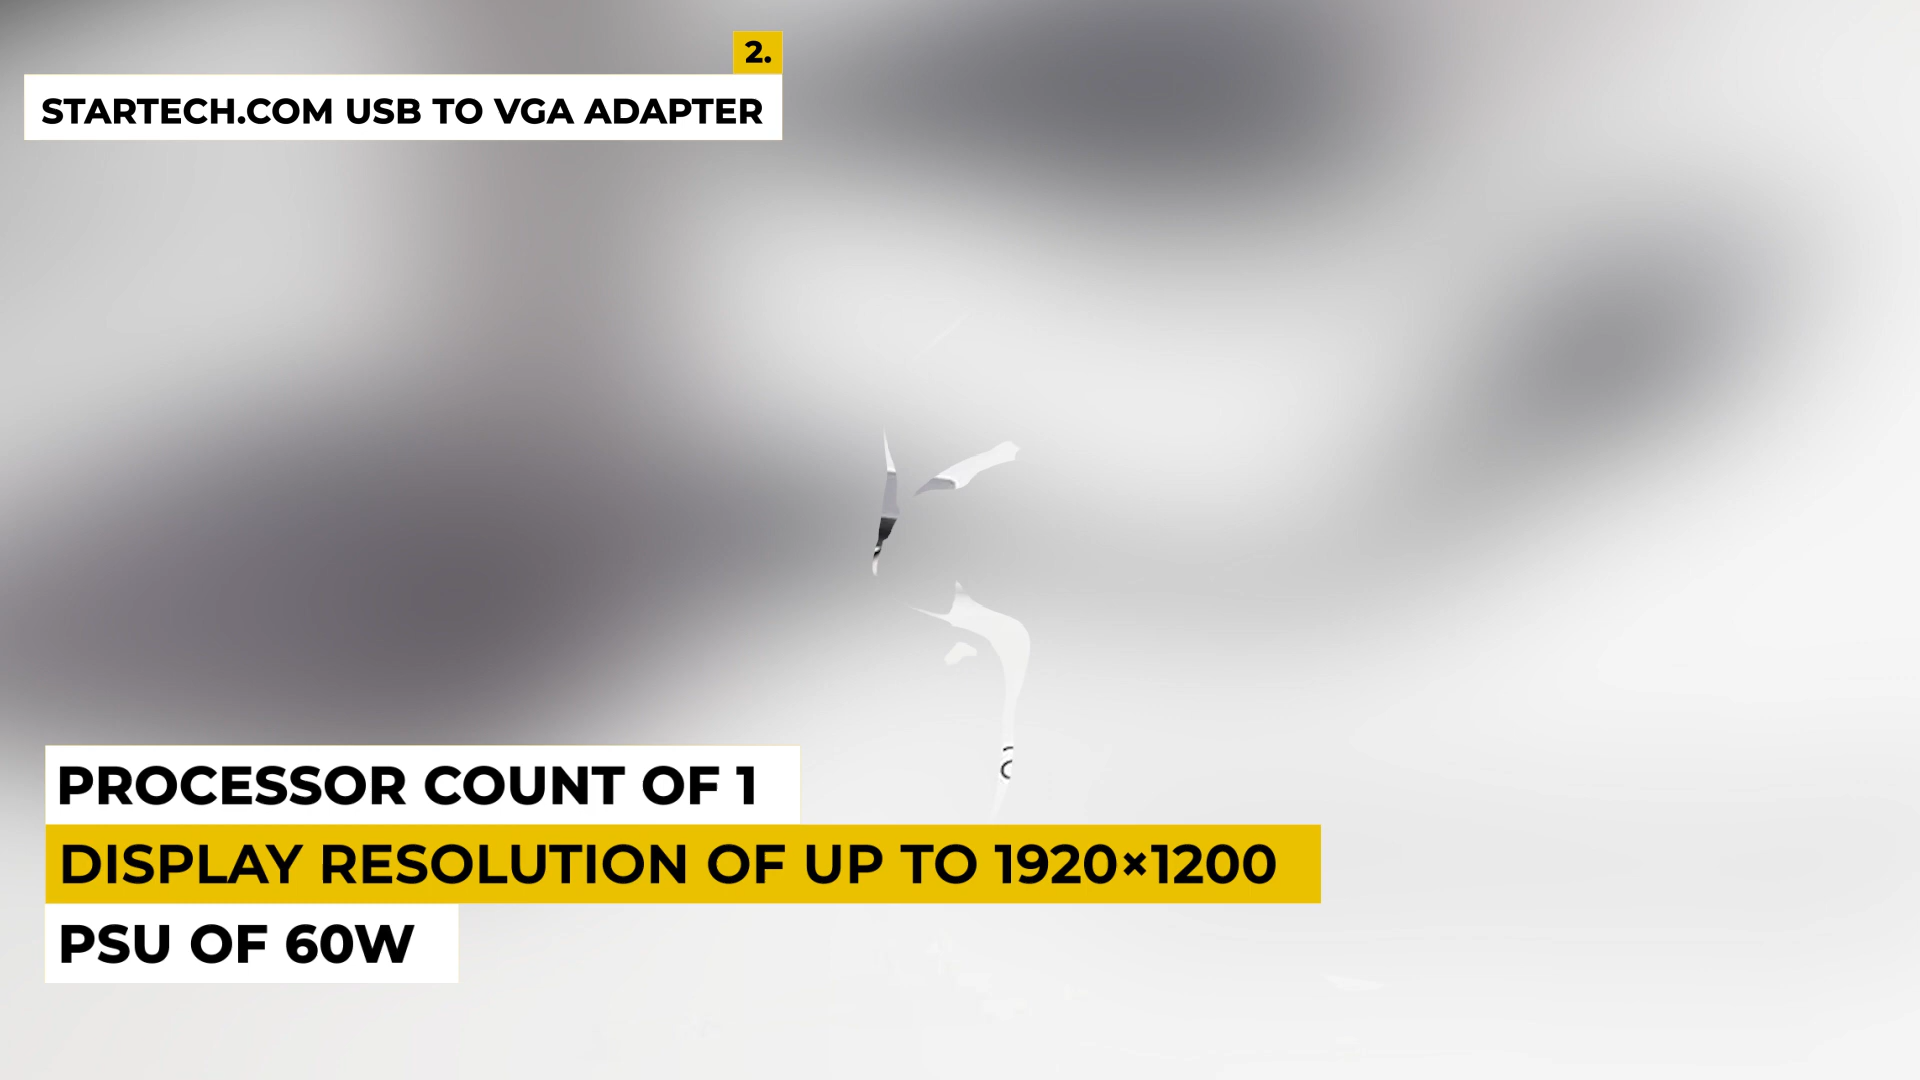 2.
STARTECH.COM USB TO VGA ADAPTER
PROCESSOR COUNT OF 1
DISPLAY RESOLUTION OF UP TO 1920×1200
PSU OF 60W